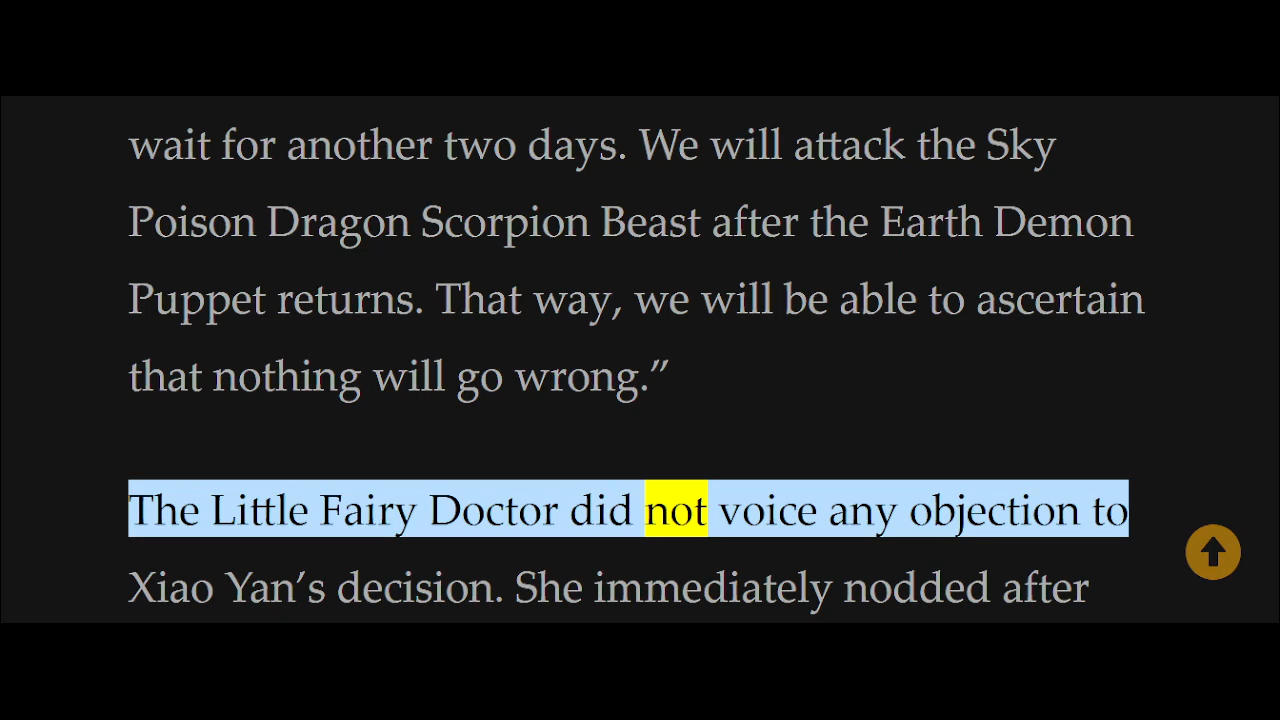 wait for another two days. We will attack the Sky
Poison Dragon Scorpion Beast after the Earth Demon
Puppet returns. That way, we will be able to ascertain
that nothing will go wrong.”
The Little Fairy Doctor did not voice any objection to
Xiao Yan’s decision. She immediately nodded after